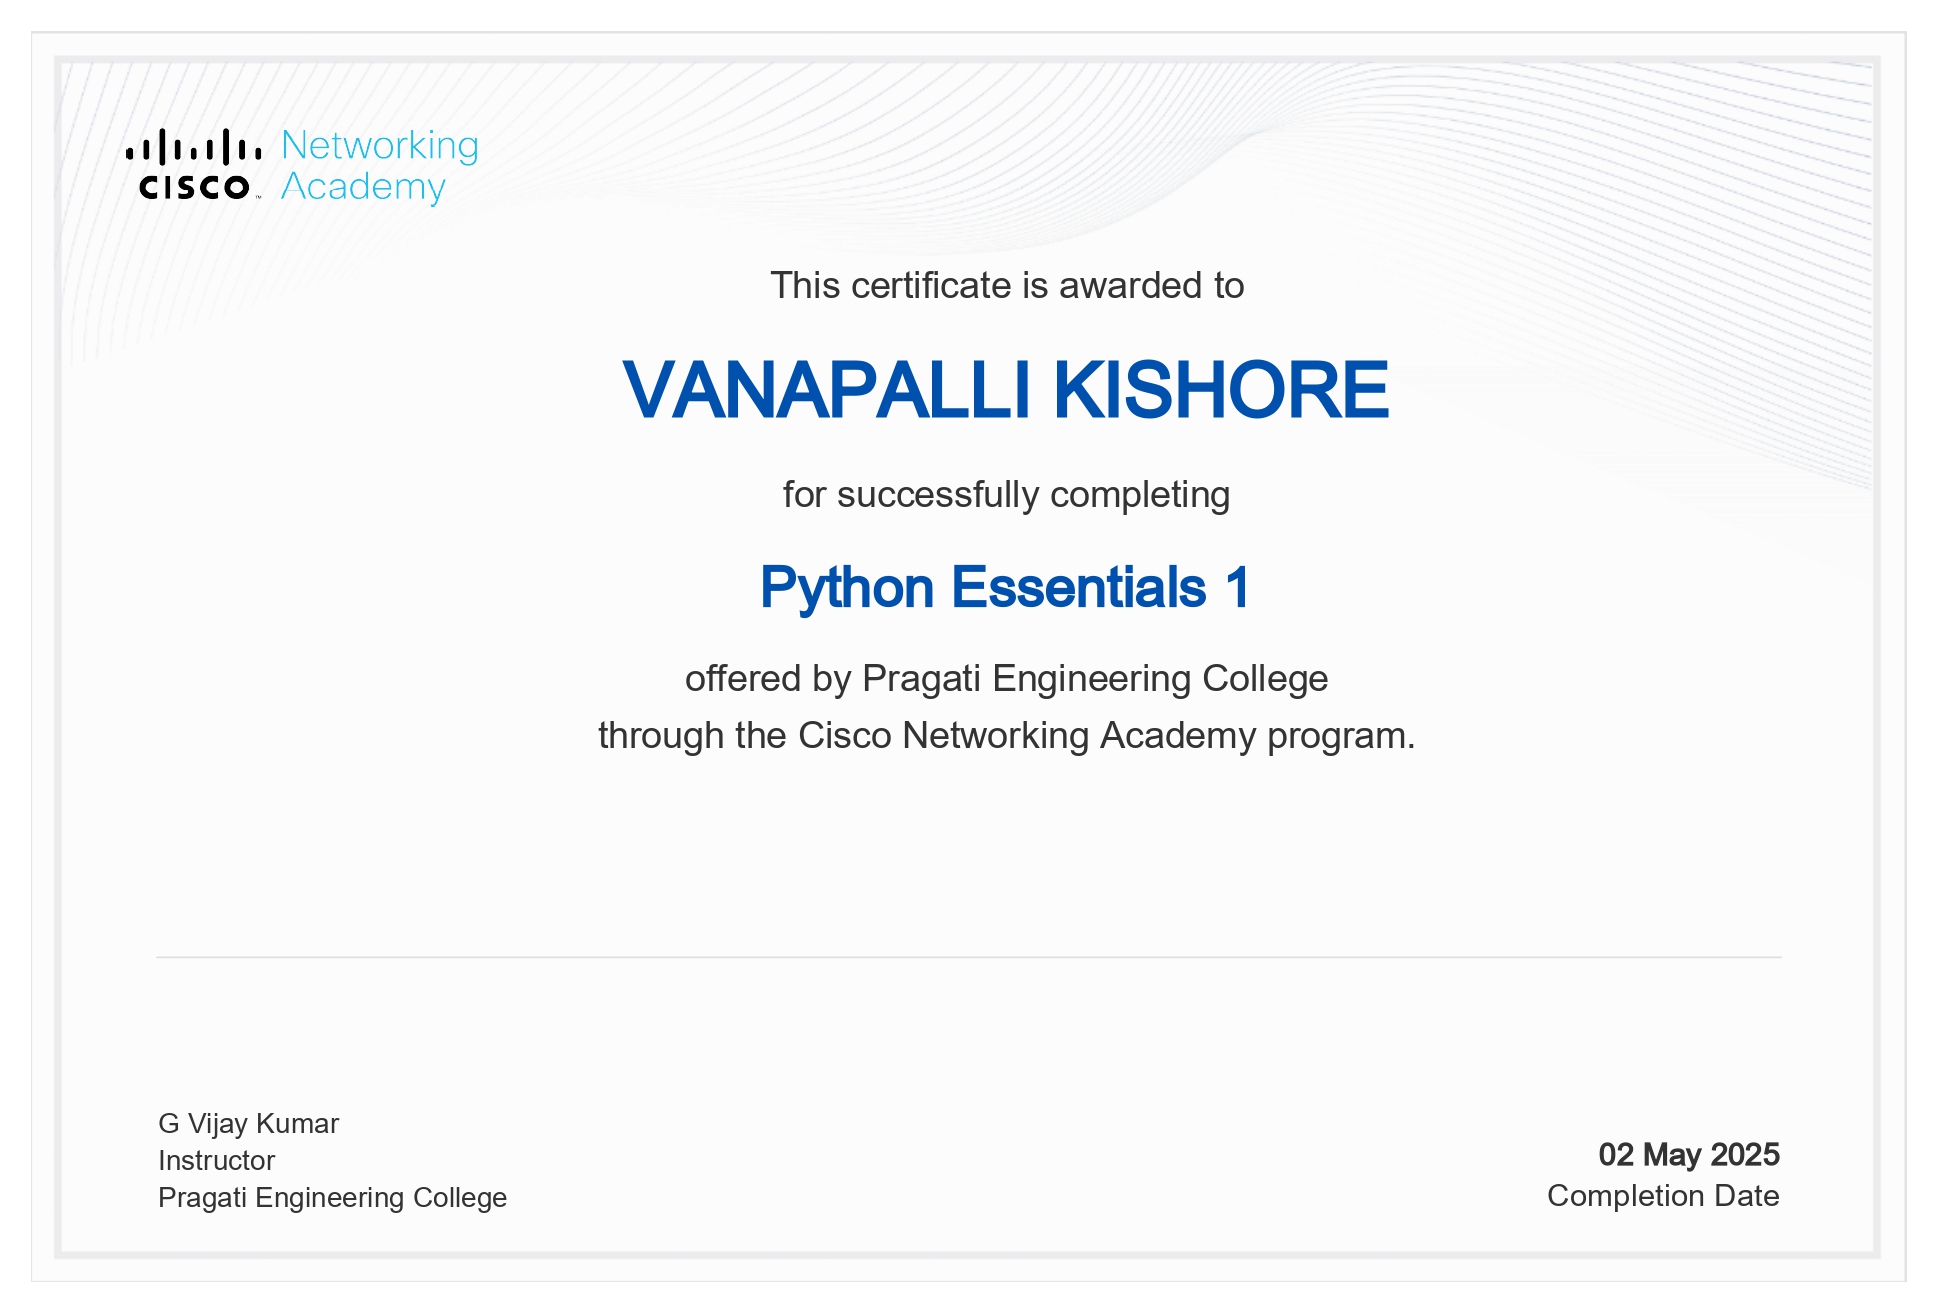 Networking
CISCO™ Academy
This certificate is awarded to
VANAPALLI KISHORE
for successfully completing
Python Essentials 1
offered by Pragati Engineering College
through the Cisco Networking Academy program.
G Vijay Kumar
Instructor
Pragati Engineering College
02 May 2025
Completion Date